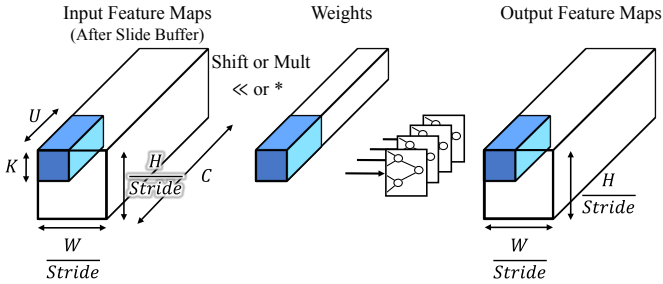 Input Feature Maps
(After Slide Buffer)
Weights
Output Feature Maps
Shift or Mult
≪ or *
U
K
H
Stride
C
W
Stride
H
Stride
W
Stride